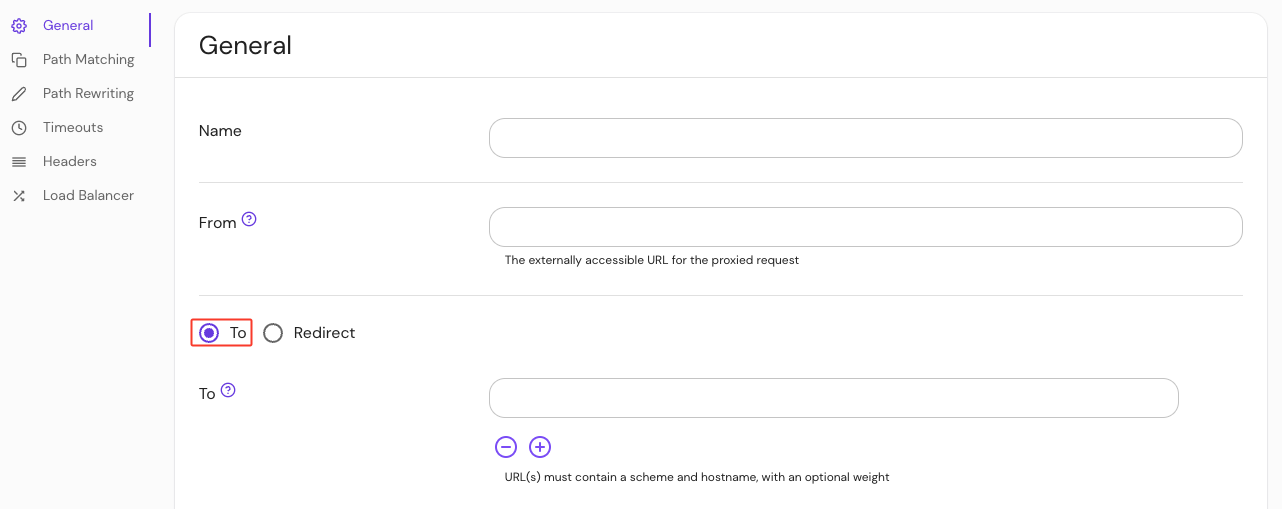 General
Path Matching
Path Rewriting
Timeouts
Headers
Load Balancer
General
Name
From
The externally accessible URL for the proxied request
To Redirect
To
URL(s) must contain a scheme and hostname, with an optional weight